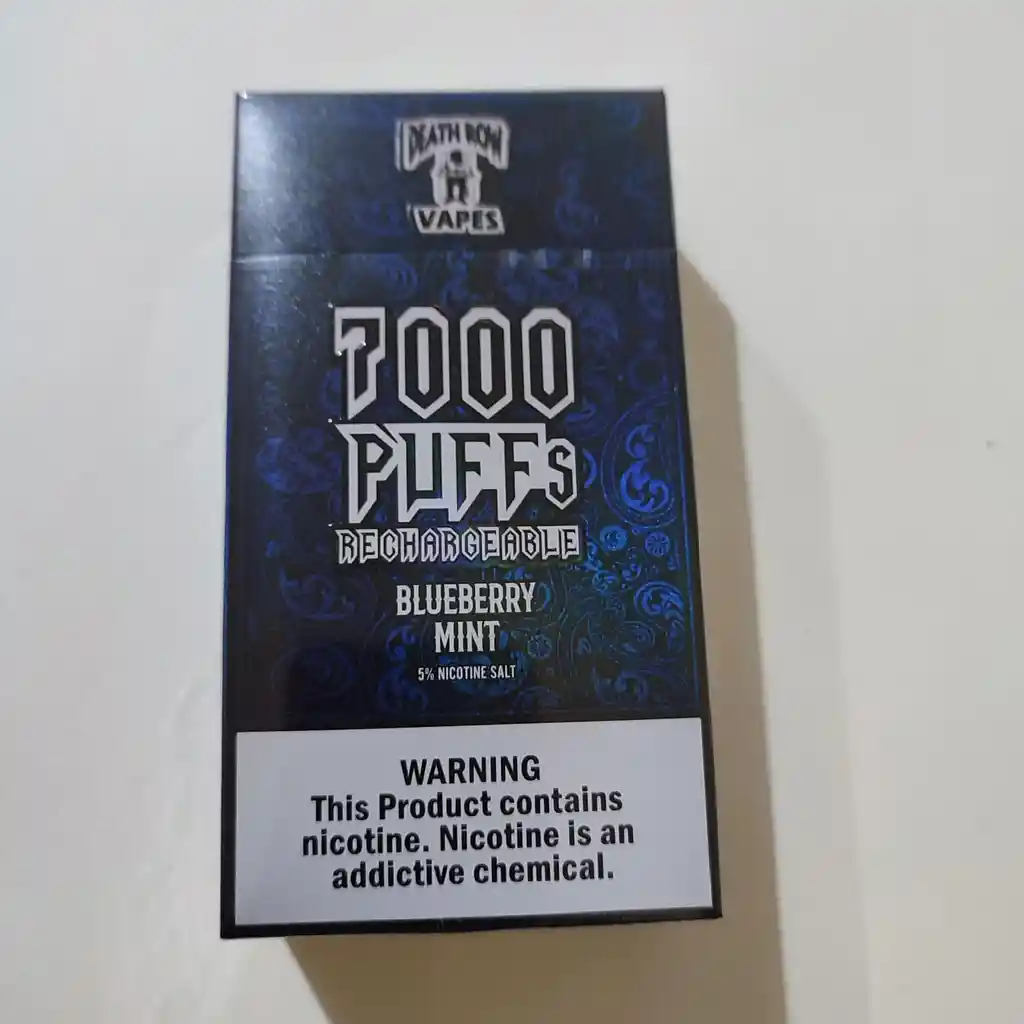 DEATH ROW
VAPES
7000
PUFFS
RECHARGEABLE
BLUEBERRY
MINT
5% NICOTINE SALT
WARNING
This Product contains
nicotine. Nicotine is an
addictive chemical.